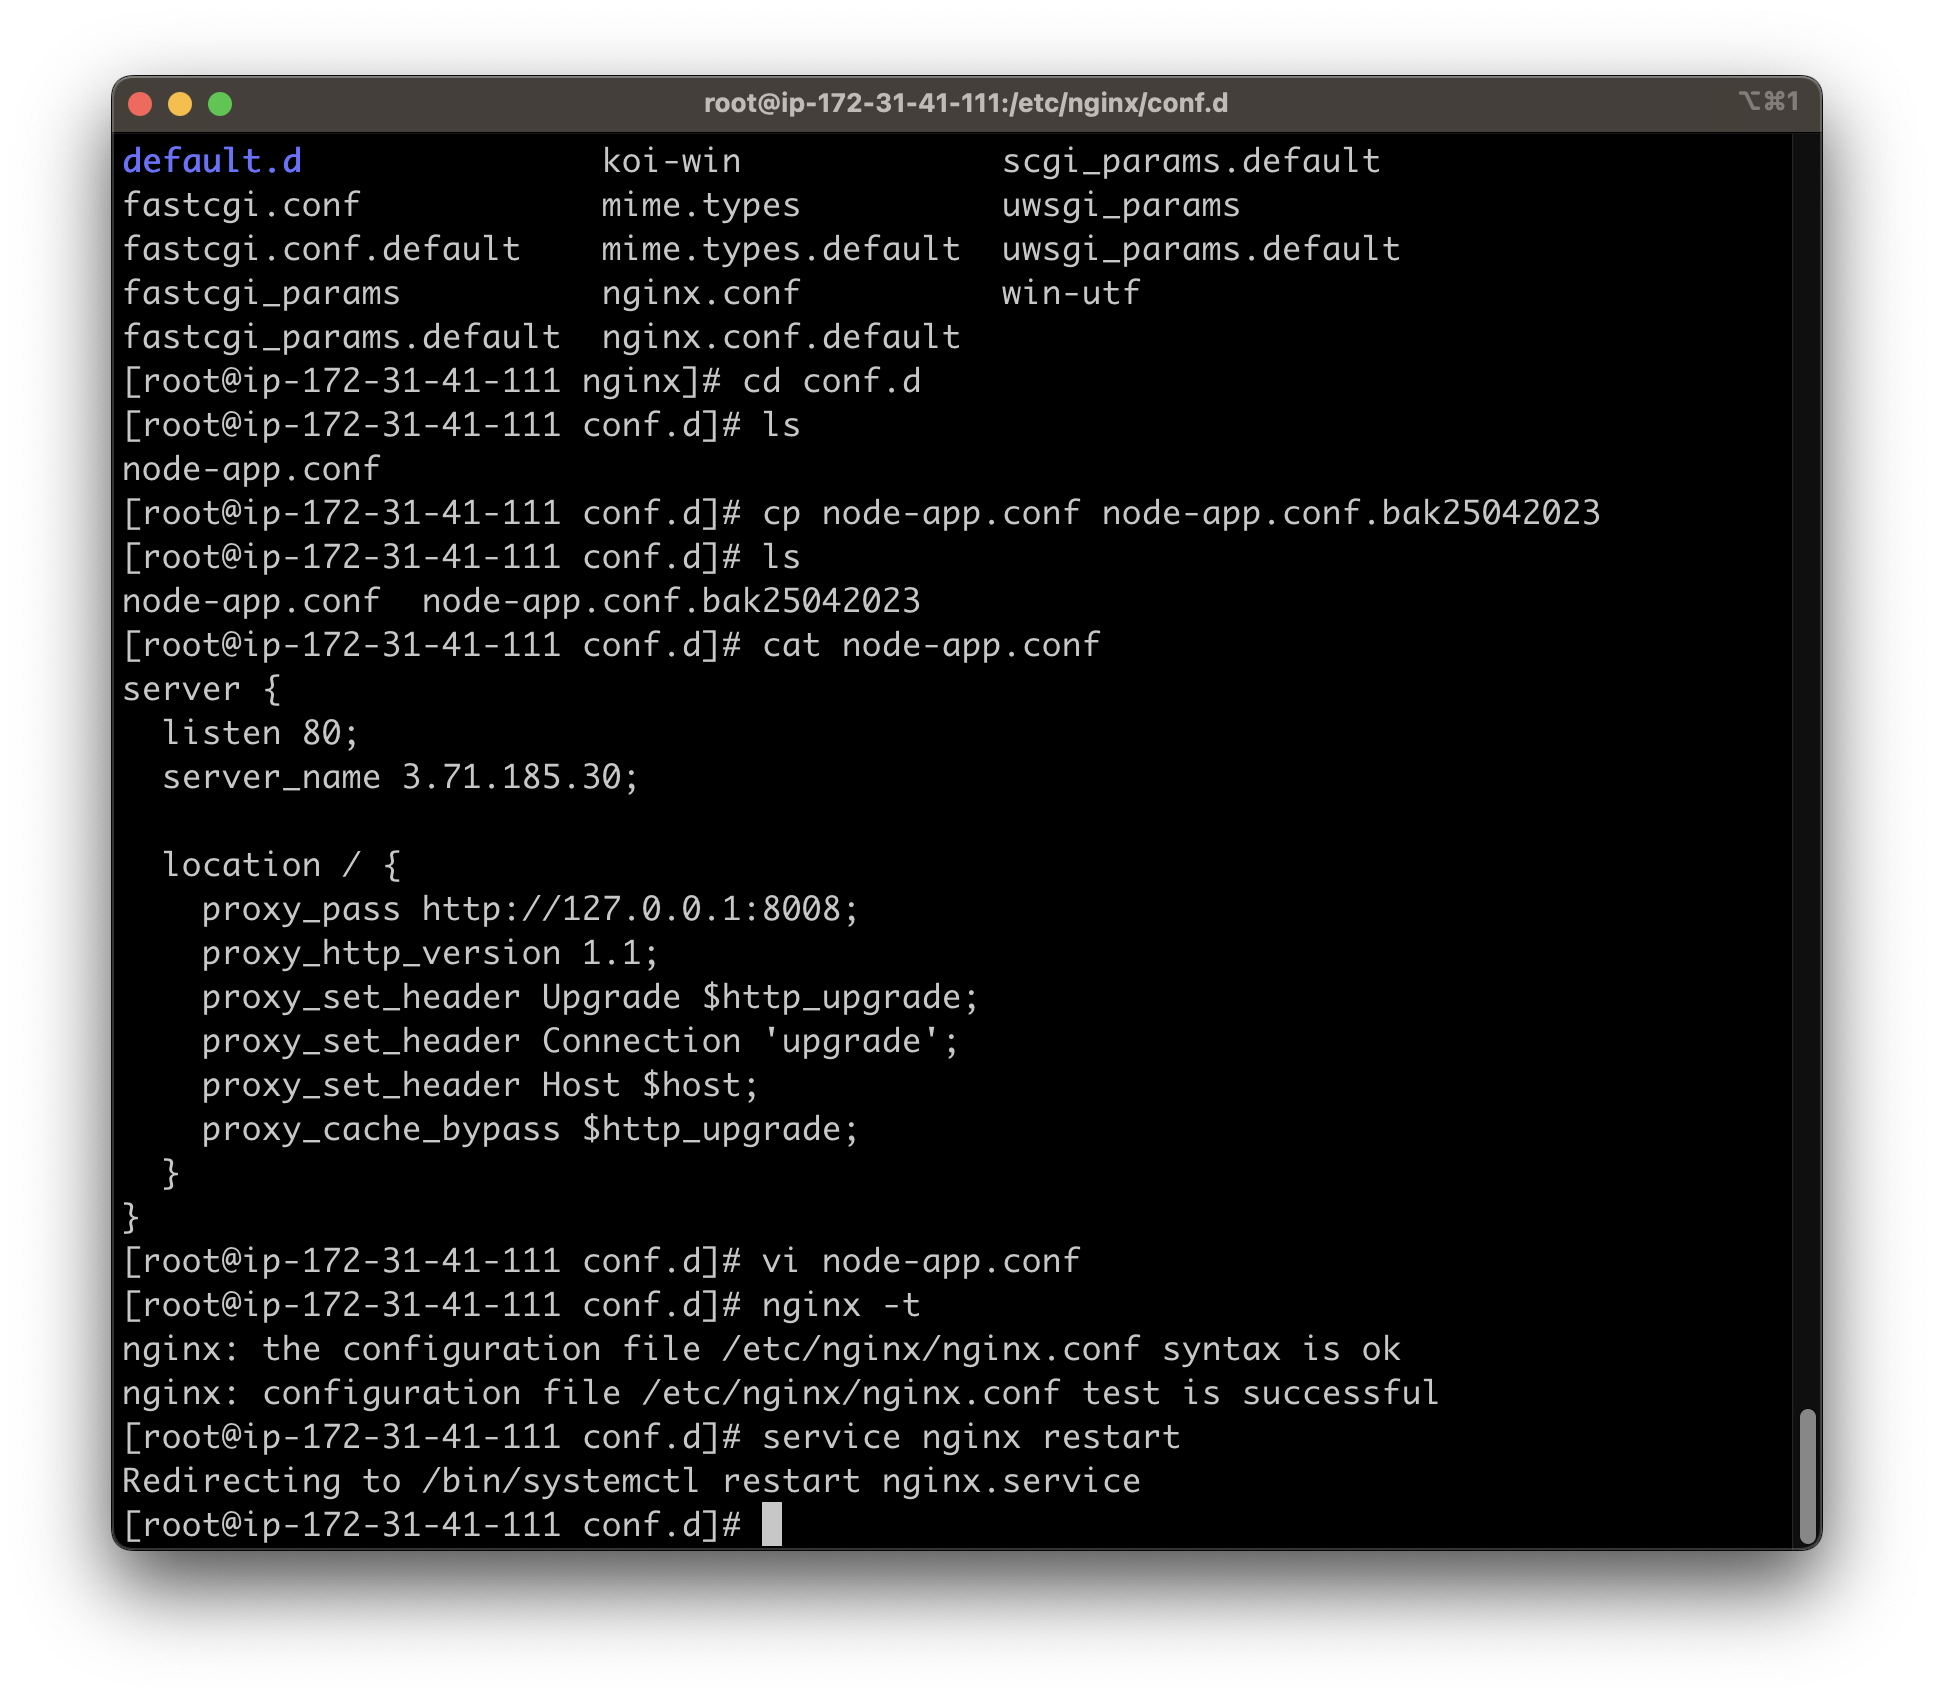 root@ip-172-31-41-111:/etc/nginx/conf.d ⌥⌘1
default.d koi-win scgi_params.default
fastcgi.conf mime.types uwsgi_params
fastcgi.conf.default mime.types.default uwsgi_params.default
fastcgi_params nginx.conf win-utf
fastcgi_params.default nginx.conf.default
[root@ip-172-31-41-111 nginx]# cd conf.d
[root@ip-172-31-41-111 conf.d]# ls
node-app.conf
[root@ip-172-31-41-111 conf.d]# cp node-app.conf node-app.conf.bak25042023
[root@ip-172-31-41-111 conf.d]# ls
node-app.conf node-app.conf.bak25042023
[root@ip-172-31-41-111 conf.d]# cat node-app.conf
server {
  listen 80;
  server_name 3.71.185.30;

  location / {
    proxy_pass http://127.0.0.1:8008;
    proxy_http_version 1.1;
    proxy_set_header Upgrade $http_upgrade;
    proxy_set_header Connection 'upgrade';
    proxy_set_header Host $host;
    proxy_cache_bypass $http_upgrade;
  }
}
[root@ip-172-31-41-111 conf.d]# vi node-app.conf
[root@ip-172-31-41-111 conf.d]# nginx -t
nginx: the configuration file /etc/nginx/nginx.conf syntax is ok
nginx: configuration file /etc/nginx/nginx.conf test is successful
[root@ip-172-31-41-111 conf.d]# service nginx restart
Redirecting to /bin/systemctl restart nginx.service
[root@ip-172-31-41-111 conf.d]#